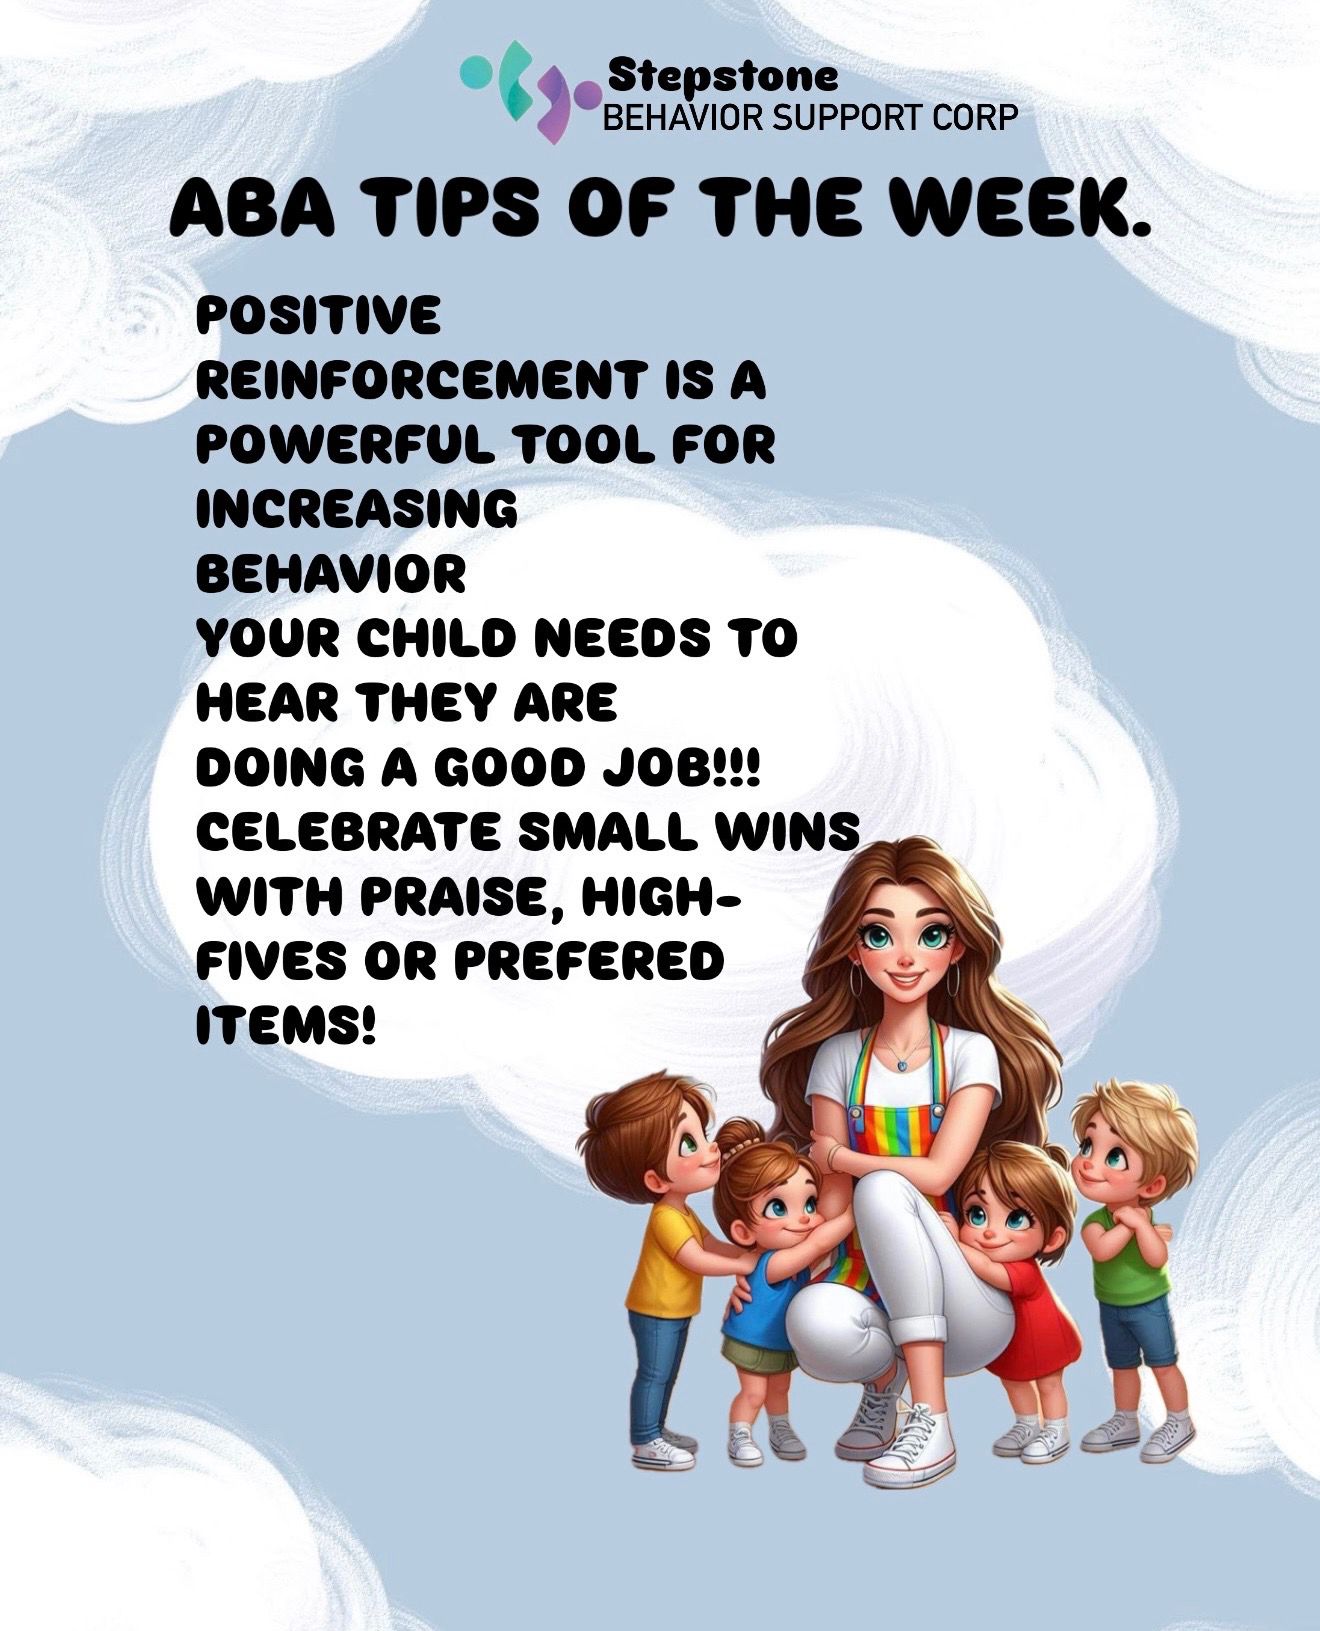 Stepstone
BEHAVIOR SUPPORT CORP
ABA TIPS OF THE WEEK.
POSITIVE
REINFORCEMENT IS A
POWERFUL TOOL FOR
INCREASING
BEHAVIOR
YOUR CHILD NEEDS TO
HEAR THEY ARE
DOING A GOOD JOB!!!
CELEBRATE SMALL WINS
WITH PRAISE, HIGH-
FIVES OR PREFERED
ITEMS!